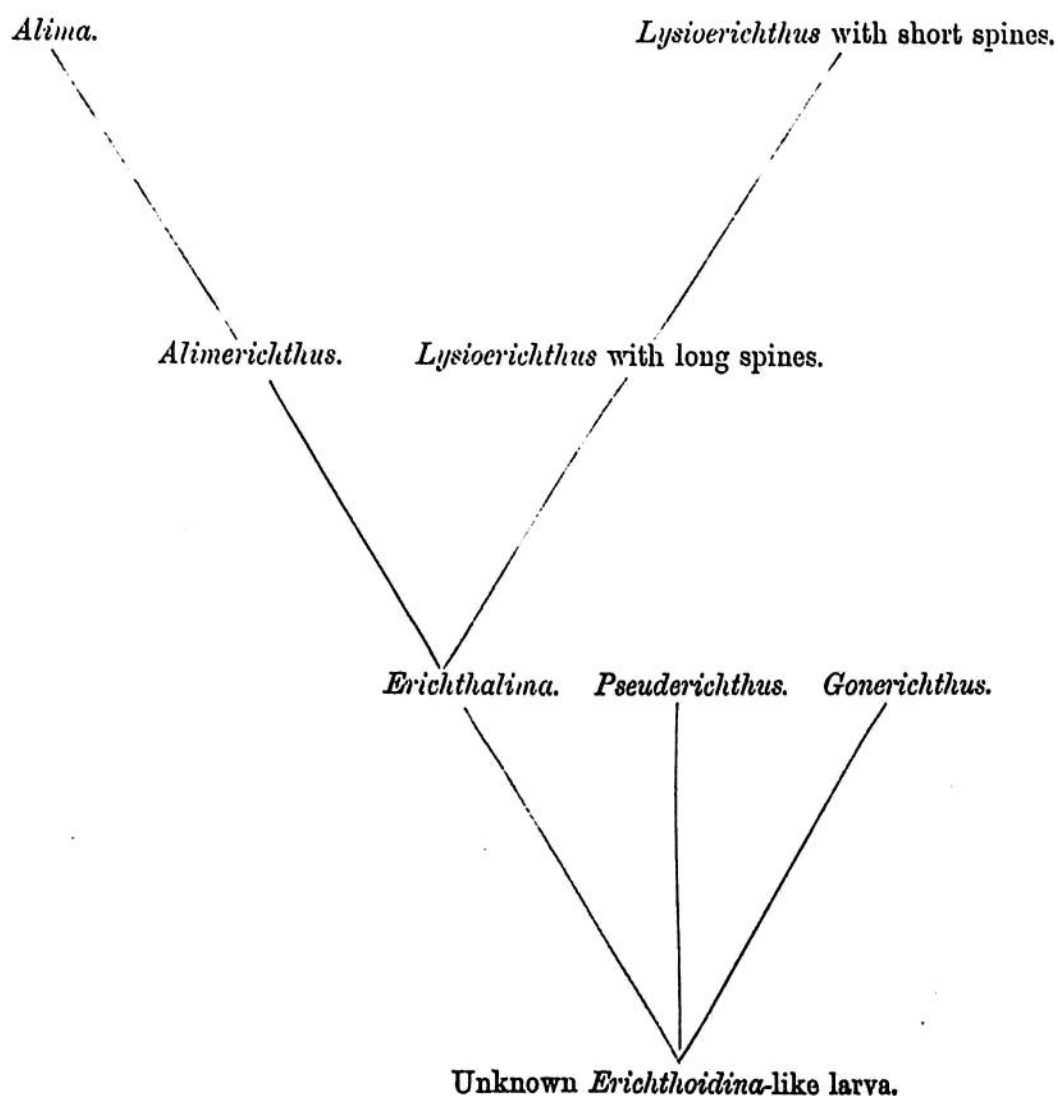 Alima.
Lysioerichthus with short spines.
Alimerichthus.
Lysioerichthus with long spines.
Erichthalima.
Pseuderichthus.
Gonerichthus.
Unknown Erichthoidina-like larva.